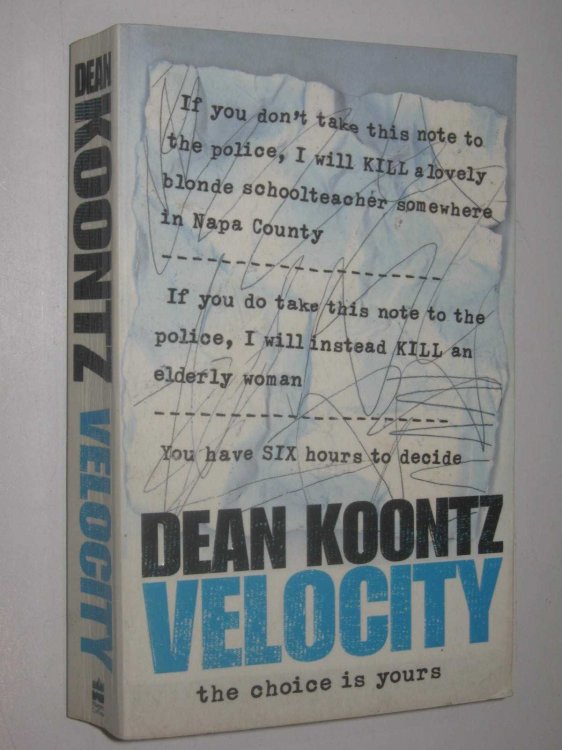 DEAN KOONTZ VELOCITY
If you don't take this note to
the police, I will KILL a lovely
blonde schoolteacher somewhere
in Napa County
If you do take this note to the
police, I will instead KILL an
elderly woman
You have SIX hours to decide
DEAN KOONTZ
VELOCITY
the choice is yours